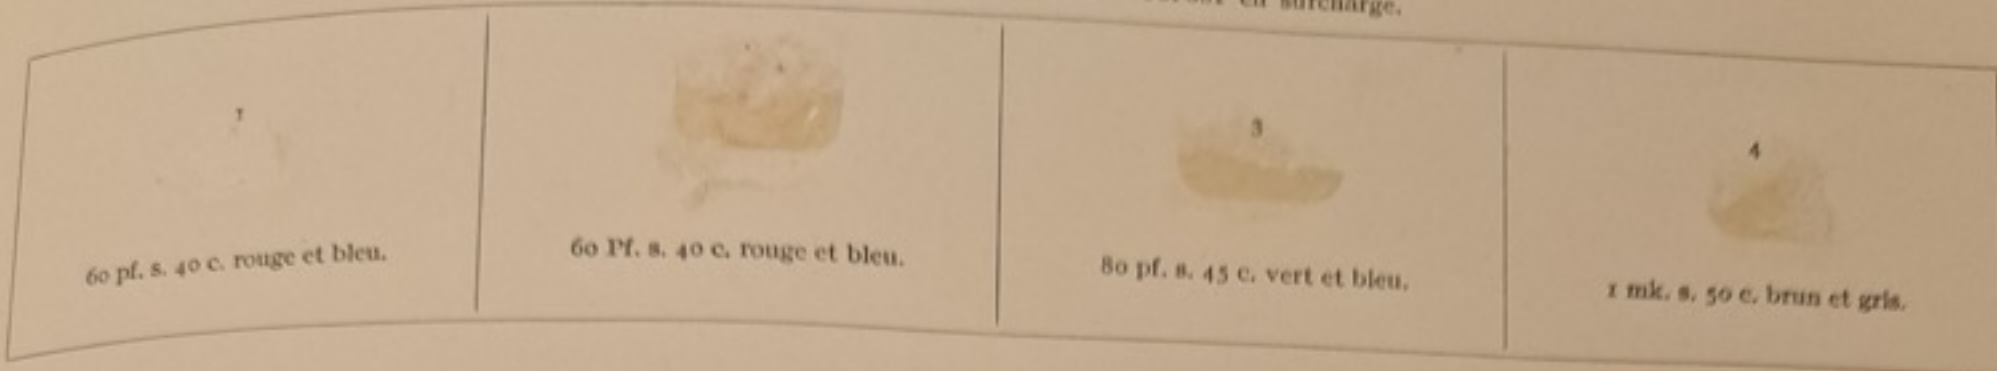 en surcharge.
1
3
4
60 pf. s. 40 c. rouge et bleu.
60 Pf. s. 40 c. rouge et bleu.
80 pf. s. 45 c. vert et bleu.
1 mk. s. 50 c. brun et gris.